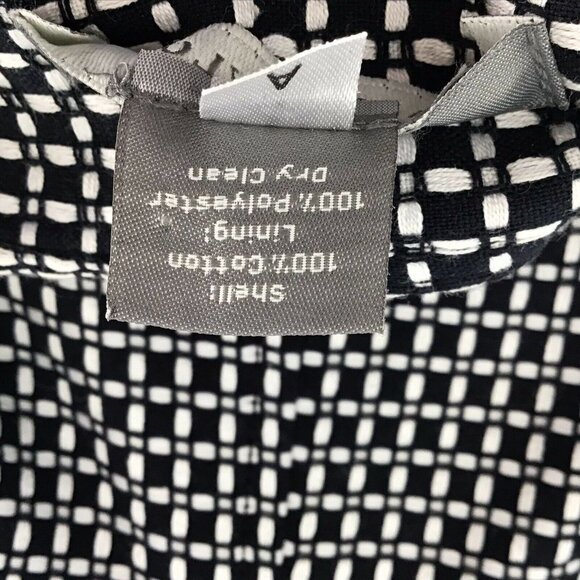 Shell:
100% Cotton
Lining:
100% Polyester
Dry Clean
A